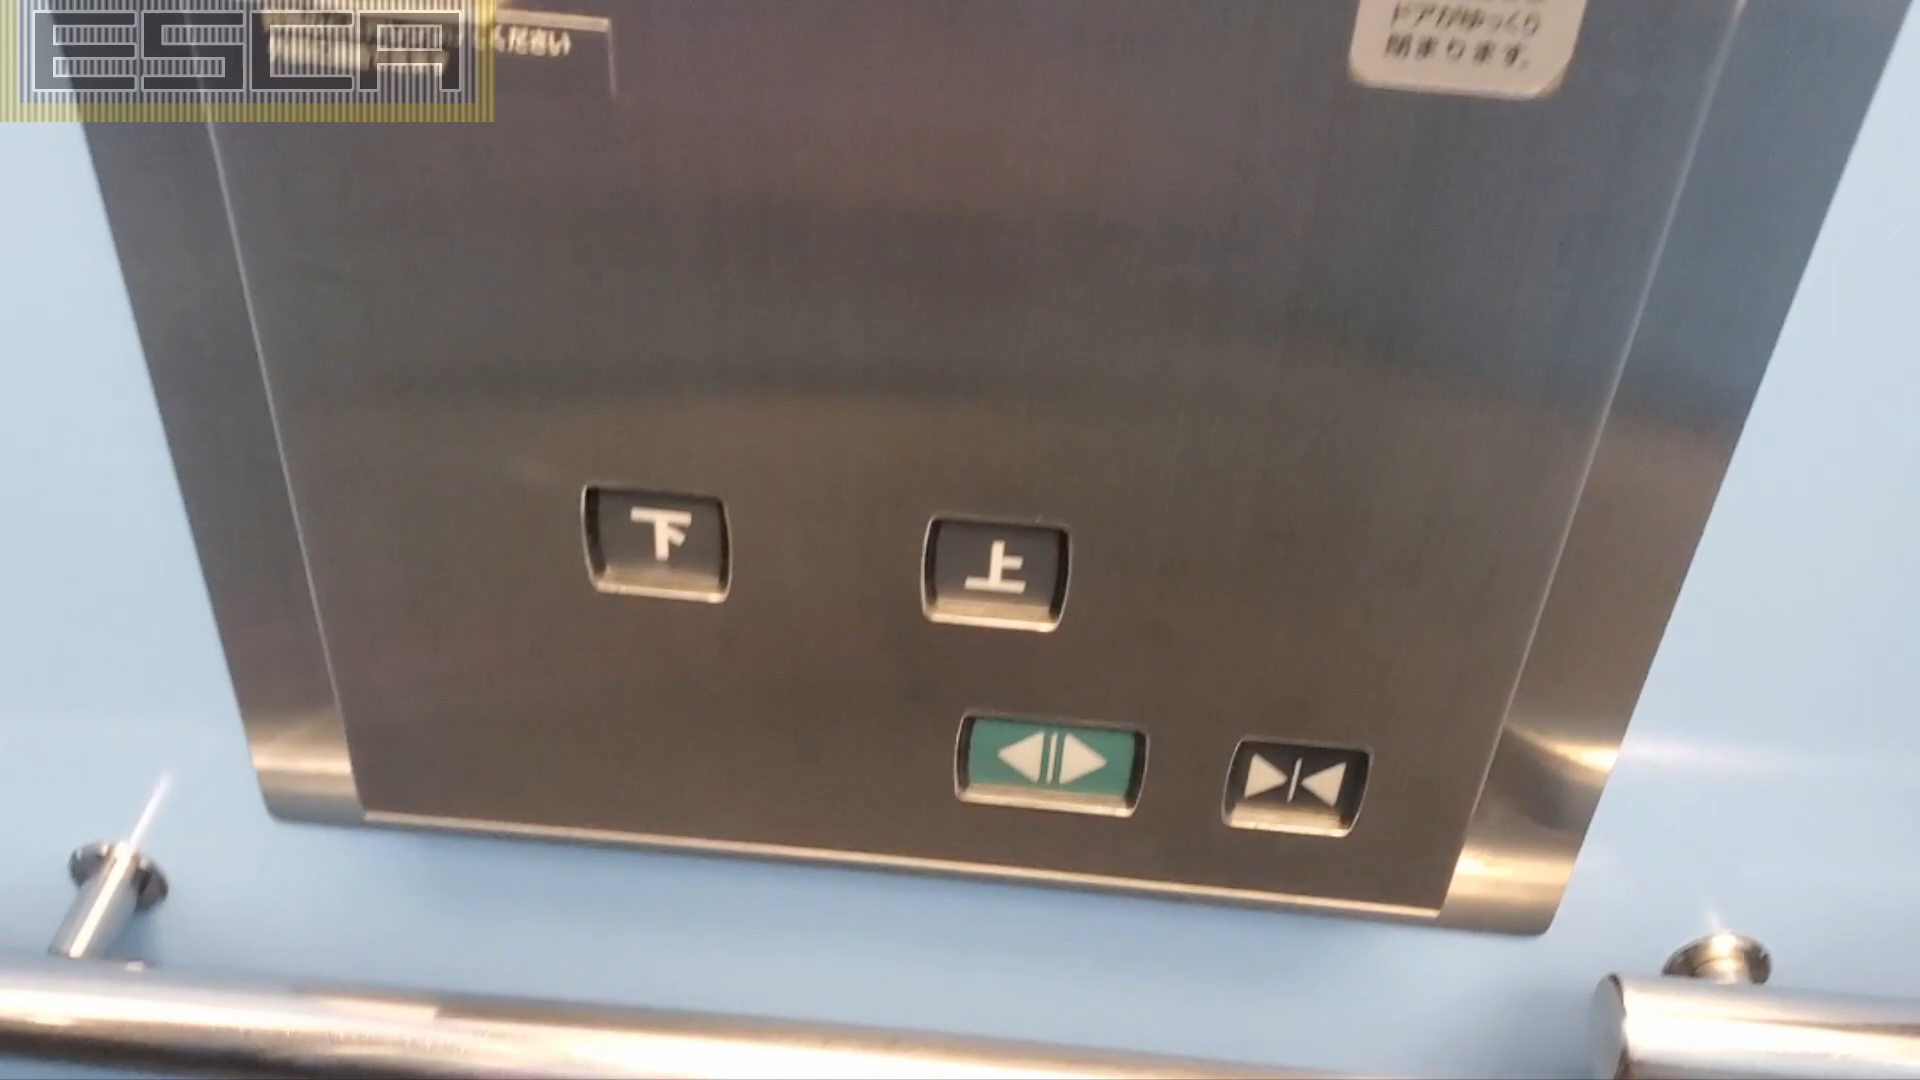 ESCA
ください
ドアがゆっくり
閉まります。
下
上